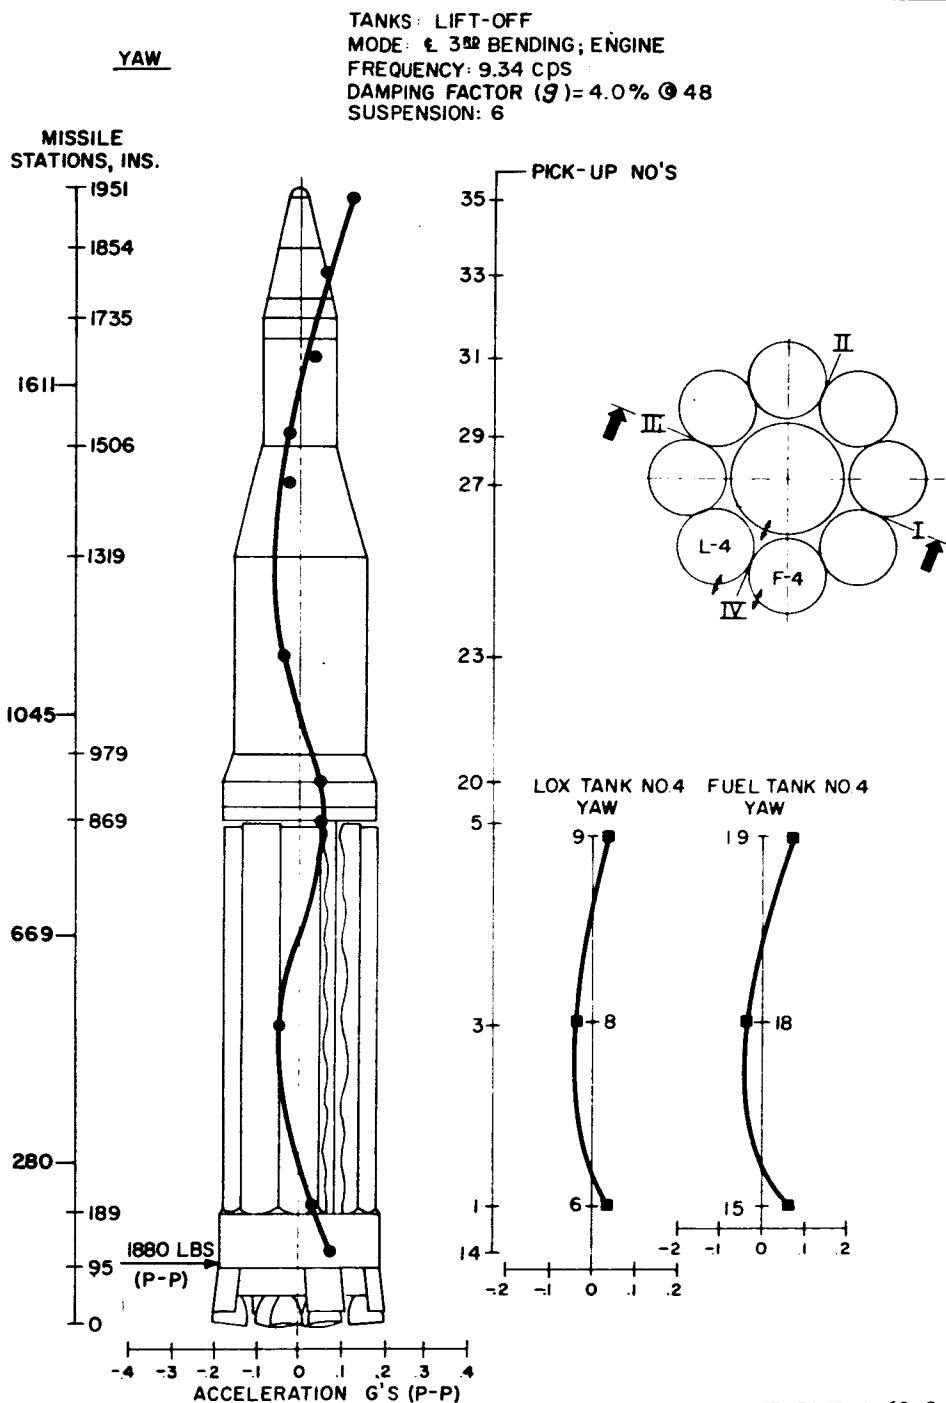 YAW
TANKS: LIFT-OFF
MODE: ℄ 3RD BENDING; ENGINE
FREQUENCY: 9.34 cps
DAMPING FACTOR (g) = 4.0% @ 48
SUSPENSION: 6
MISSILE
STATIONS, INS.
1951
1854
1735
1611
1506
1319
1045
979
869
669
280
189
95
0
1880 LBS
(P-P)
-.4 -.3 -.2 -.1 0 .1 .2 .3 .4
ACCELERATION G'S (P-P)
PICK-UP NO'S
35
33
31
29
27
23
20
5
3
1
14
II
III
I
L-4
F-4
IV
LOX TANK NO.4
YAW
9
8
6
-.2 -.1 0 .1 .2
FUEL TANK NO.4
YAW
19
18
15
-.2 -.1 0 .1 .2